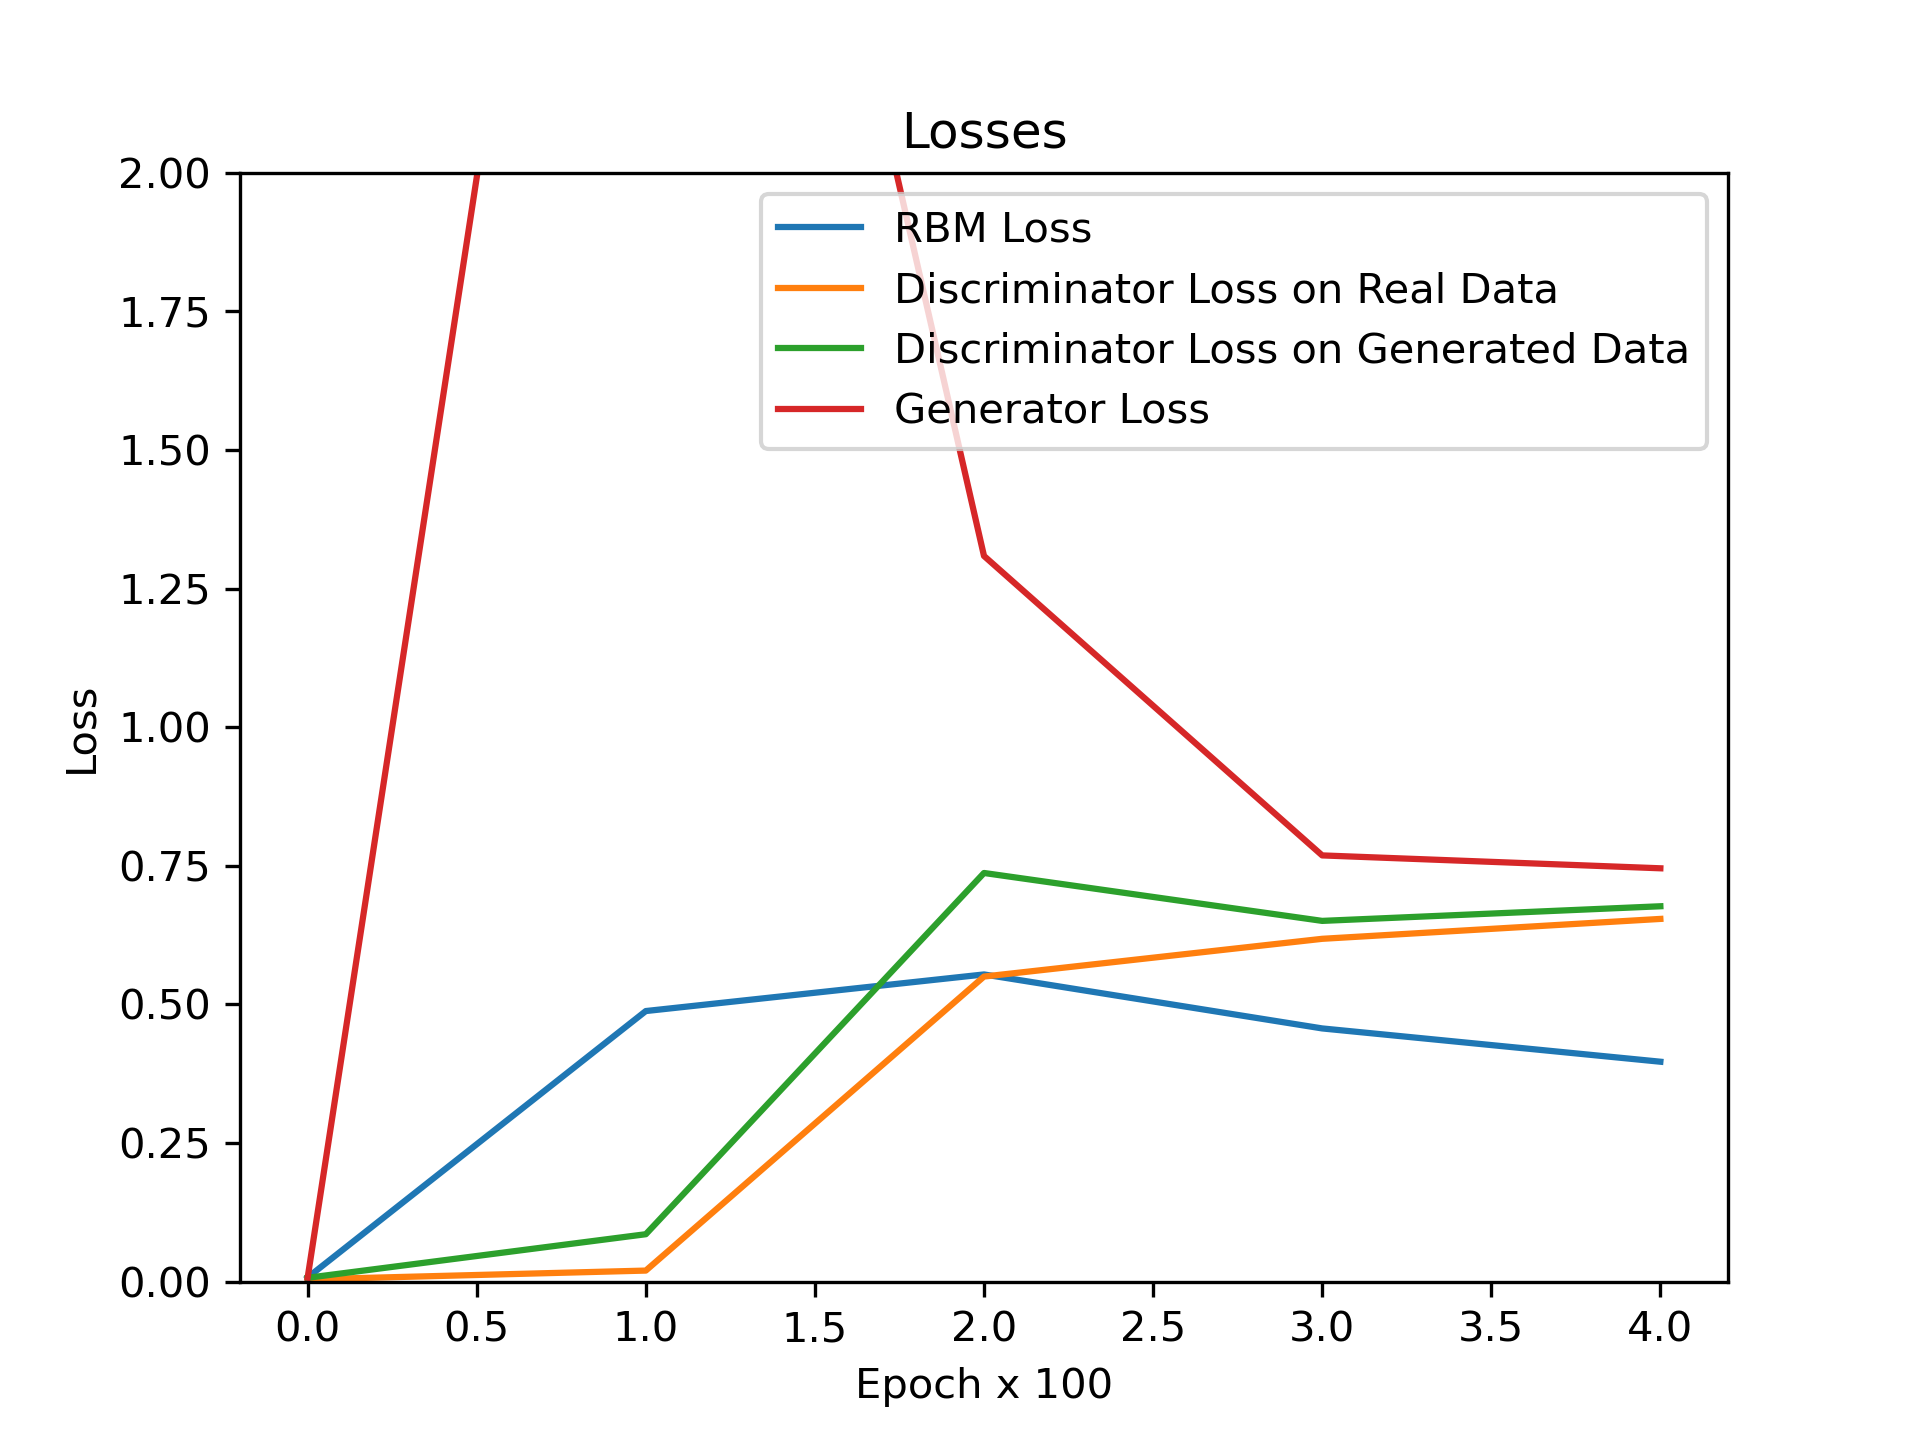 Losses
2.00
1.75
1.50
1.25
1.00
0.75
0.50
0.25
0.00
Loss
RBM Loss
Discriminator Loss on Real Data
Discriminator Loss on Generated Data
Generator Loss
0.0 0.5 1.0 1.5 2.0 2.5 3.0 3.5 4.0
Epoch x 100